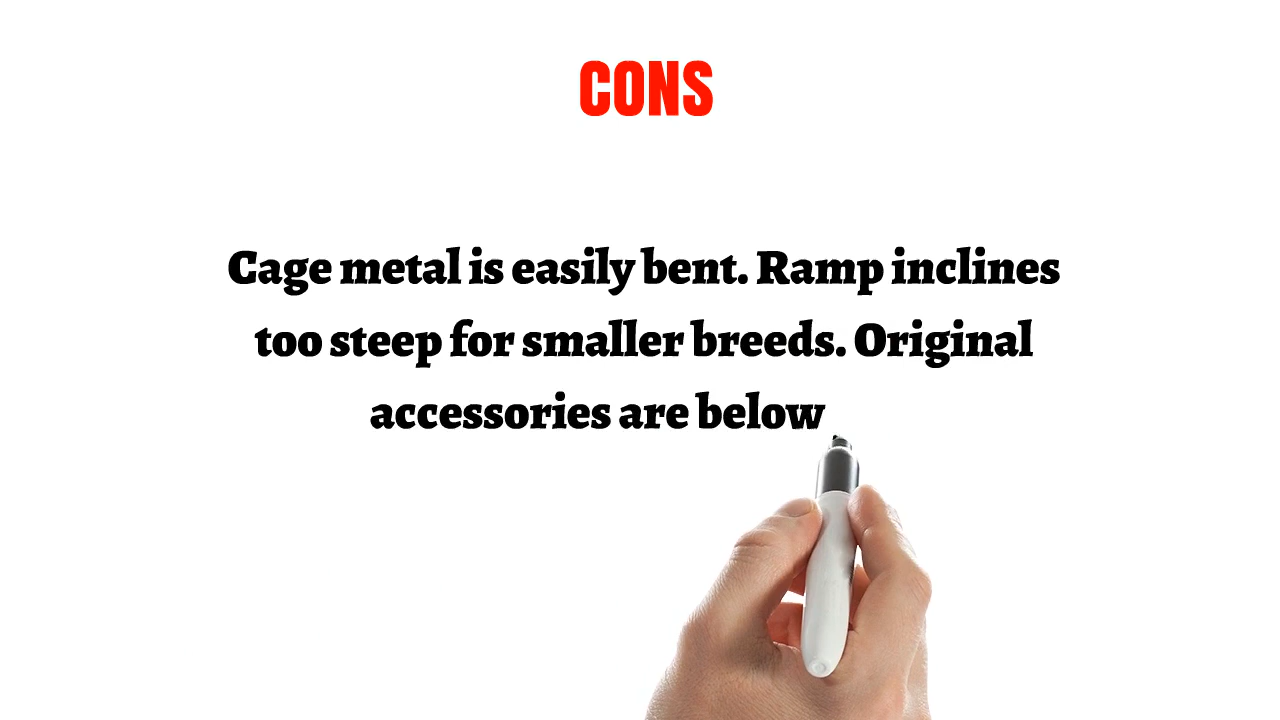 CONS
Cage metal is easily bent. Ramp inclines
too steep for smaller breeds. Original
accessories are below